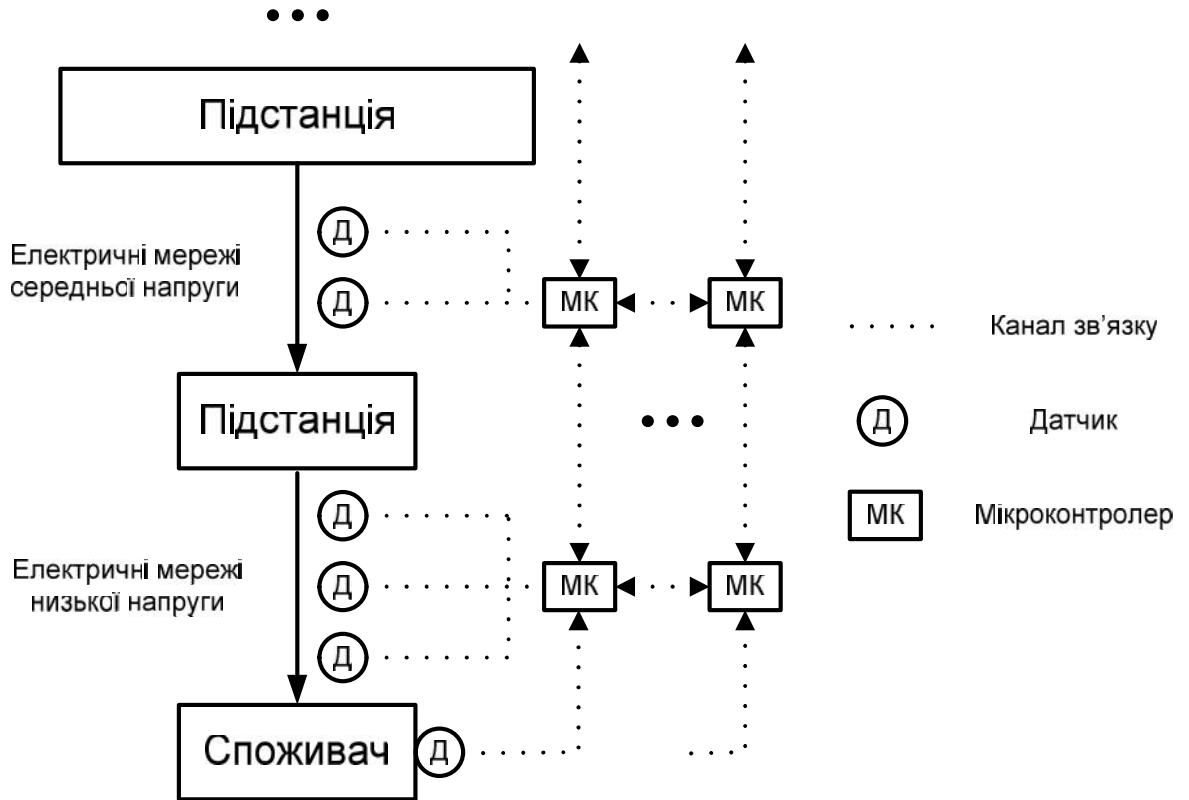 Підстанція
Д
Електричні мережі
середньої напруги
Д
МК
МК
Канал зв'язку
Підстанція
Д
Датчик
Д
МК
Мікроконтролер
Електричні мережі
низької напруги
Д
МК
МК
Д
Споживач
Д